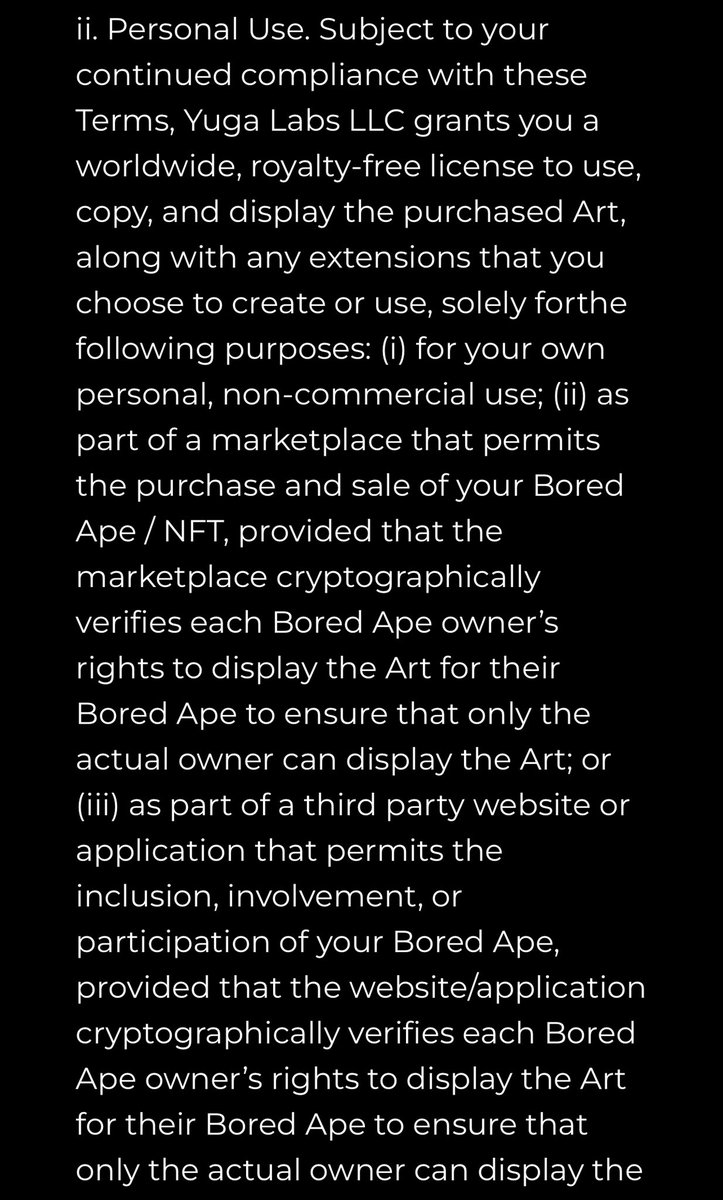 ii. Personal Use. Subject to your
continued compliance with these
Terms, Yuga Labs LLC grants you a
worldwide, royalty-free license to use,
copy, and display the purchased Art,
along with any extensions that you
choose to create or use, solely forthe
following purposes: (i) for your own
personal, non-commercial use; (ii) as
part of a marketplace that permits
the purchase and sale of your Bored
Ape / NFT, provided that the
marketplace cryptographically
verifies each Bored Ape owner’s
rights to display the Art for their
Bored Ape to ensure that only the
actual owner can display the Art; or
(iii) as part of a third party website or
application that permits the
inclusion, involvement, or
participation of your Bored Ape,
provided that the website/application
cryptographically verifies each Bored
Ape owner’s rights to display the Art
for their Bored Ape to ensure that
only the actual owner can display the